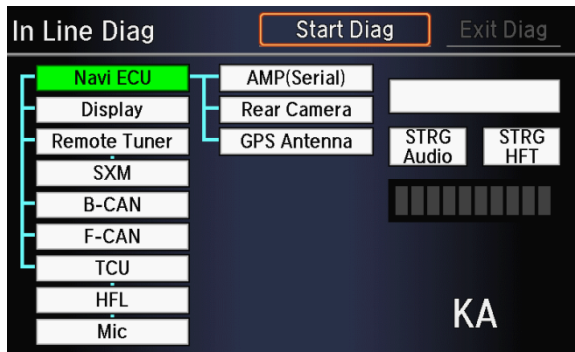 In Line Diag
Start Diag
Exit Diag
Navi ECU
Display
Remote Tuner
SXM
B-CAN
F-CAN
TCU
HFL
Mic
AMP(Serial)
Rear Camera
GPS Antenna
STRG
Audio
STRG
HFT
KA